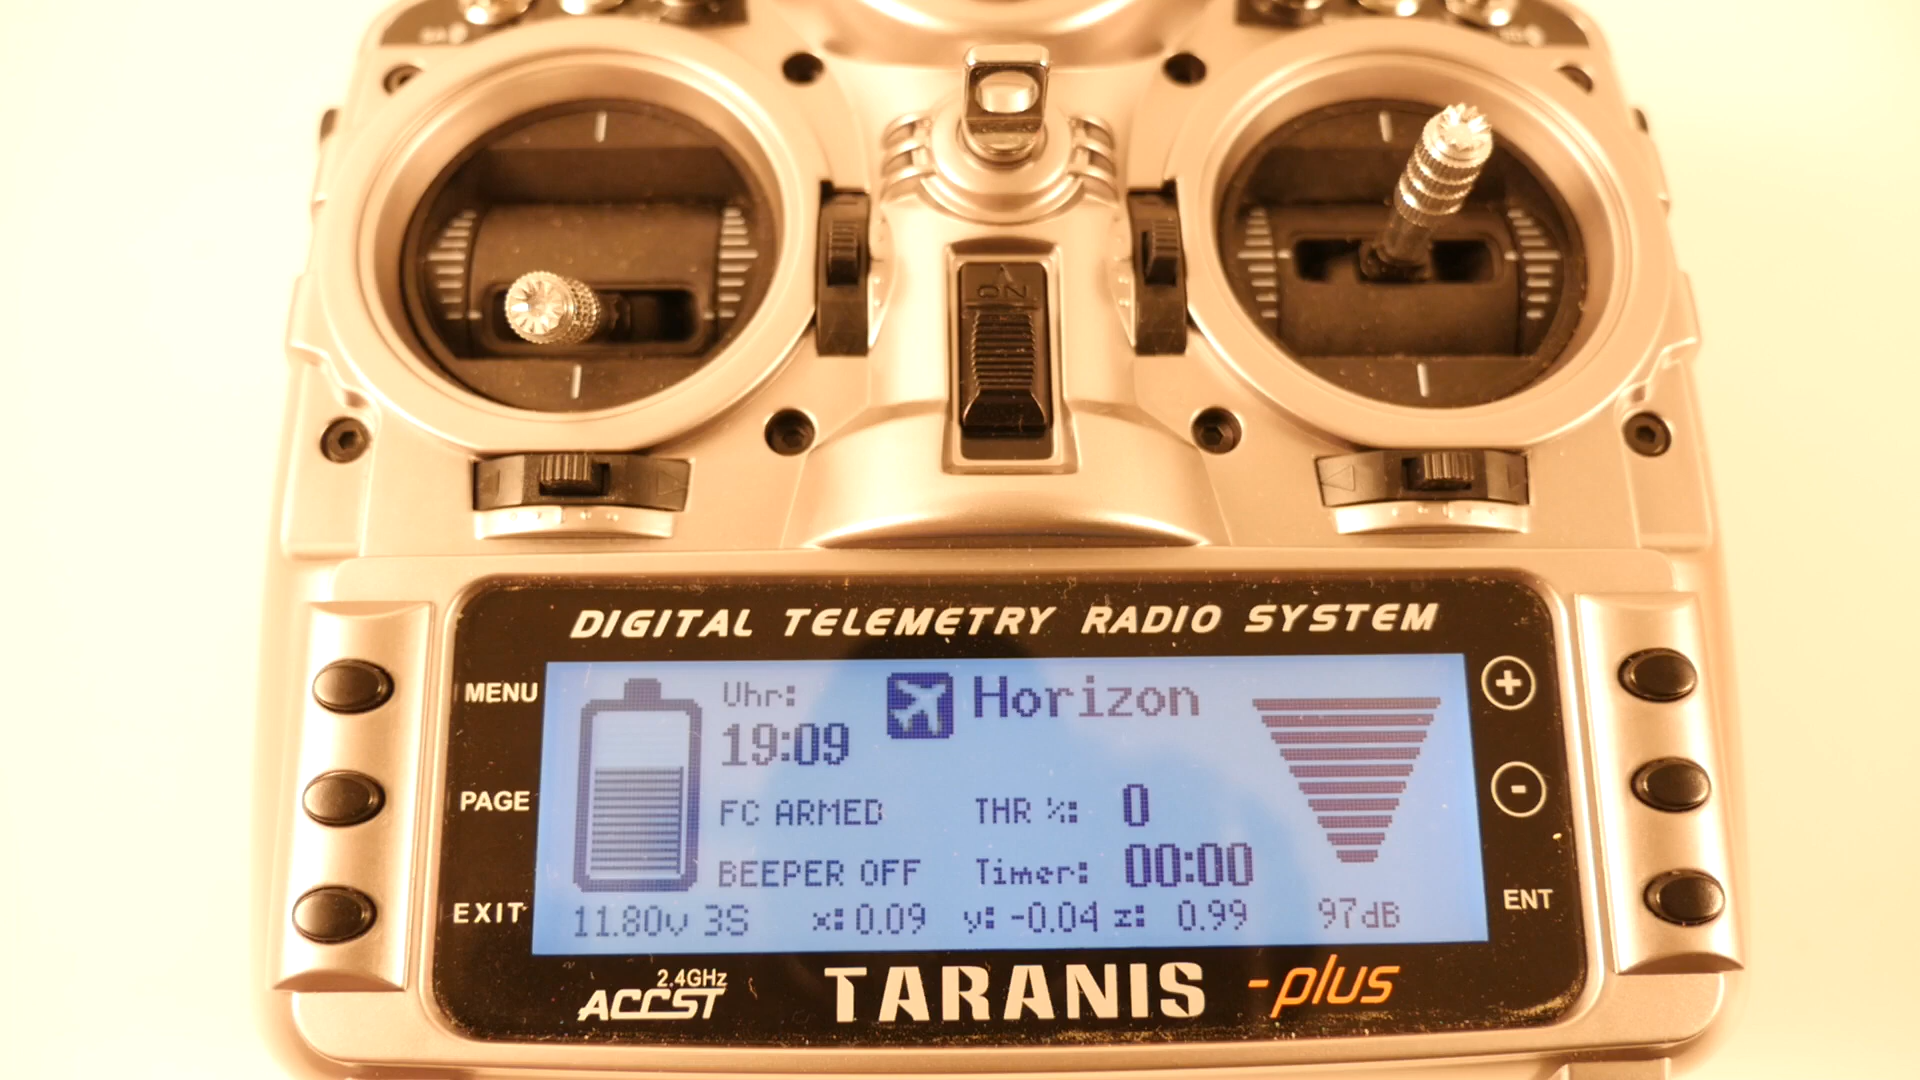 DIGITAL TELEMETRY RADIO SYSTEM
MENU
PAGE
EXIT
Uhr:
19:09
Horizon
FC ARMED
THR %: 0
BEEPER OFF
Timer: 00:00
11.80v 3S
x: 0.09
y: -0.04
z: 0.99
97dB
+
-
ENT
2.4GHz
ACCST
TARANIS -plus